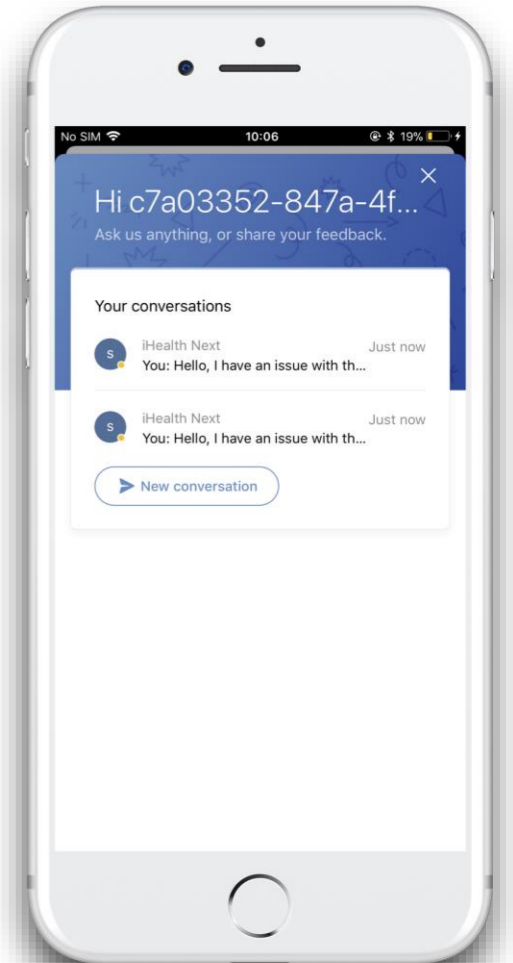 No SIM 10:06 19%
Hi c7a03352-847a-4f...
Ask us anything, or share your feedback.
Your conversations
S iHealth Next Just now
You: Hello, I have an issue with th...
S iHealth Next Just now
You: Hello, I have an issue with th...
New conversation